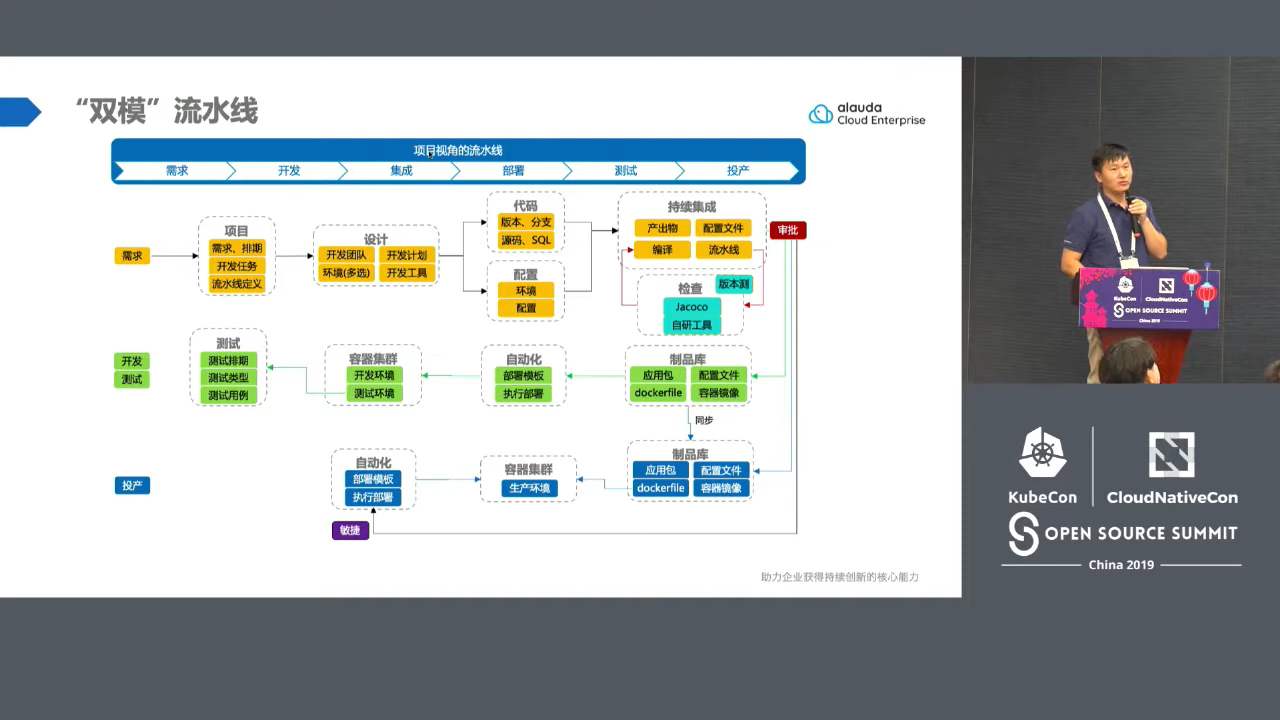 “双模”流水线
alauda
Cloud Enterprise
项目视角的流水线
需求
开发
集成
部署
测试
投产
需求
项目
需求、排期
开发任务
流水线定义
设计
开发团队
开发计划
环境(多选)
开发工具
代码
版本、分支
源码、SQL
配置
环境
配置
持续集成
产出物
配置文件
编译
流水线
检查
版本测
Jacoco
自研工具
审批
开发
测试
测试
测试排期
测试类型
测试用例
容器集群
开发环境
测试环境
自动化
部署模板
执行部署
制品库
应用包
配置文件
dockerfile
容器镜像
同步
投产
自动化
部署模板
执行部署
容器集群
生产环境
制品库
应用包
配置文件
dockerfile
容器镜像
敏捷
助力企业获得持续创新的核心能力
KubeCon
CloudNativeCon
OPEN SOURCE SUMMIT
China 2019
KubeCon
CloudNativeCon
OPEN SOURCE SUMMIT
China 2019